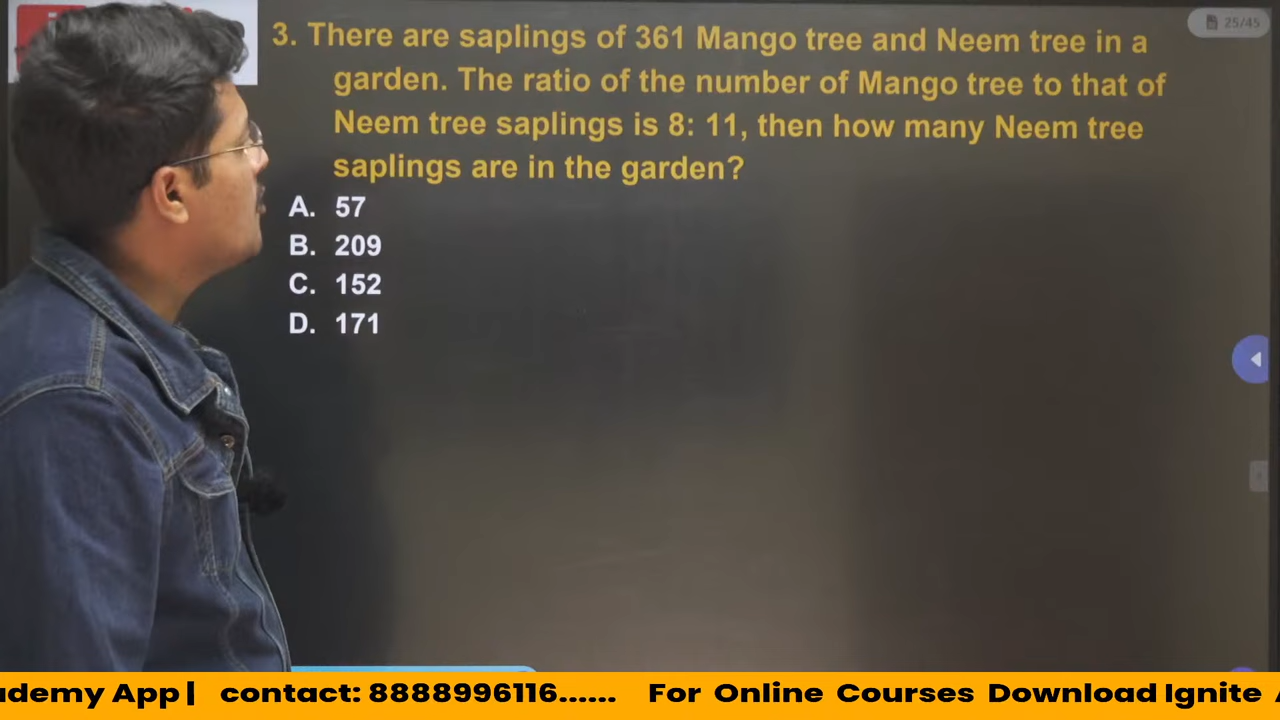 25/45
3. There are saplings of 361 Mango tree and Neem tree in a
garden. The ratio of the number of Mango tree to that of
Neem tree saplings is 8: 11, then how many Neem tree
saplings are in the garden?
A. 57
B. 209
C. 152
D. 171
ademy App| contact: 8888996116...... For Online Courses Download Ignite A